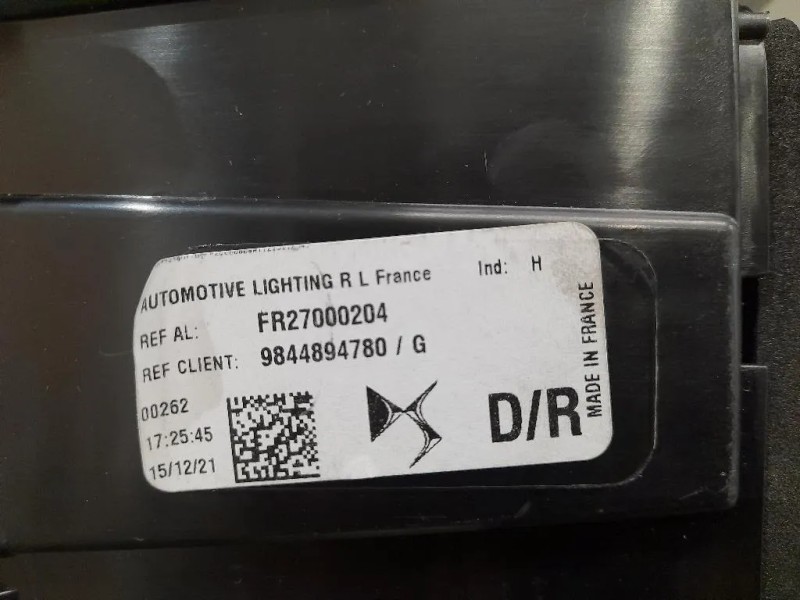 AUTOMOTIVE LIGHTING R L France Ind: H
REF AL: FR27000204
REF CLIENT: 9844894780 / G
00262
17:25:45
15/12/21
D/R
MADE IN FRANCE